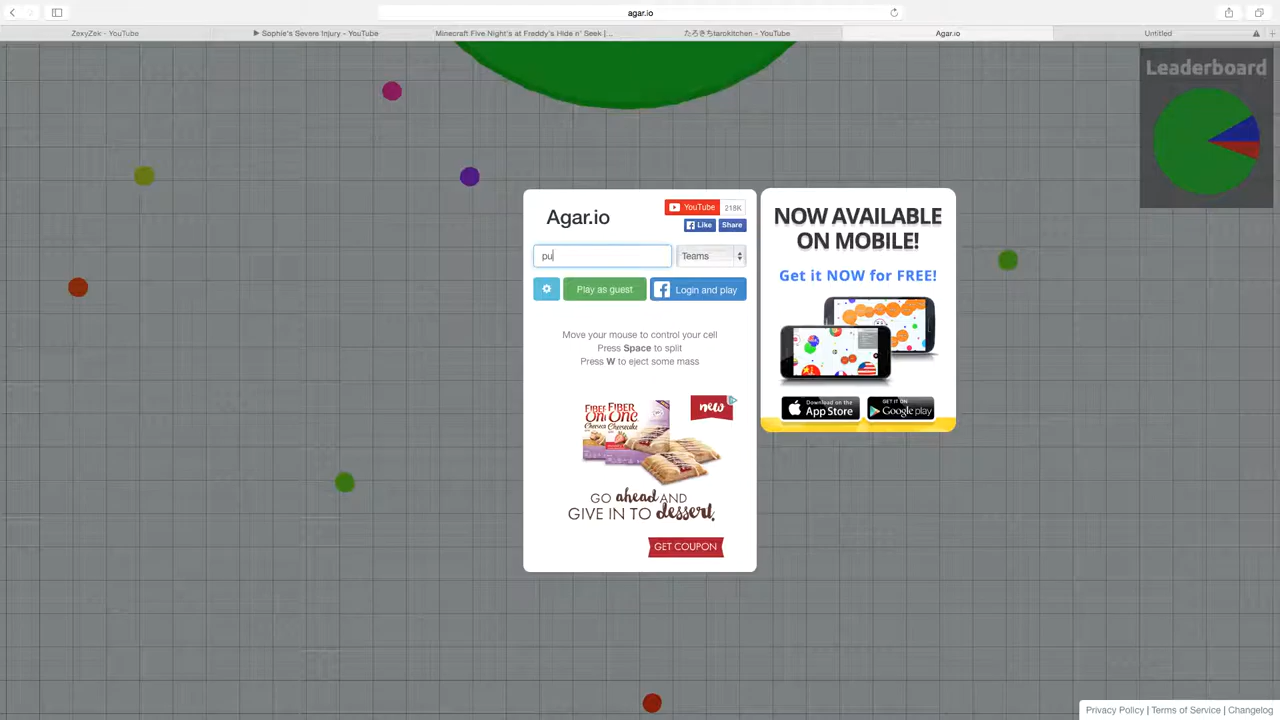 agar.io
ZexyZek - YouTube
▶ Sophie's Severe Injury - YouTube
Minecraft Five Night's at Freddy's Hide n' Seek | ...
たろきちtarokitchen - YouTube
Agar.io
Untitled
Leaderboard
Agar.io
YouTube 218K
Like Share
pu
Teams
Play as guest
Login and play
Move your mouse to control your cell
Press Space to split
Press W to eject some mass
new
FIBER ONE
Cheesecake
GO ahead AND
GIVE IN TO dessert.
GET COUPON
NOW AVAILABLE
ON MOBILE!
Get it NOW for FREE!
Download on the
App Store
GET IT ON
Google play
Privacy Policy | Terms of Service | Changelog